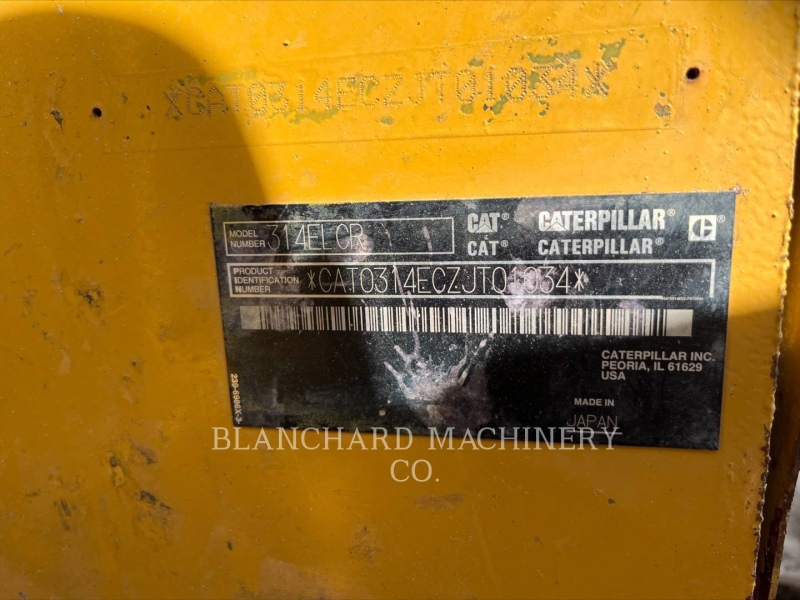 *CAT0314ECZJT01034*
MODEL NUMBER 314ELCR
CAT® CATERPILLAR®
CAT® CATERPILLAR®
PRODUCT IDENTIFICATION NUMBER *CAT0314ECZJT01034*
CATERPILLAR INC.
PEORIA, IL 61629
USA
MADE IN
JAPAN
BLANCHARD MACHINERY
CO.